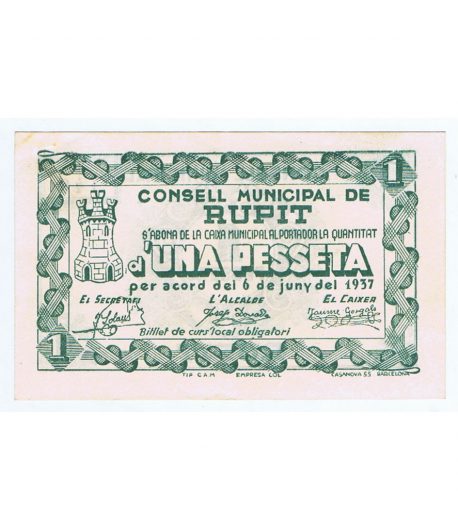 1
CONSELL MUNICIPAL DE
RUPIT
S'ABONA DE LA CAIXA MUNICIPAL AL PORTADOR LA QUANTITAT
d'UNA PESSETA
per acord del 6 de juny del 1937
EL SECRETARI L'ALCALDE EL CAIXER
Bitllet de curs local obligatori
1
TIP C.A.M EMPRESA COL CASANOVA 55 BARCELONA